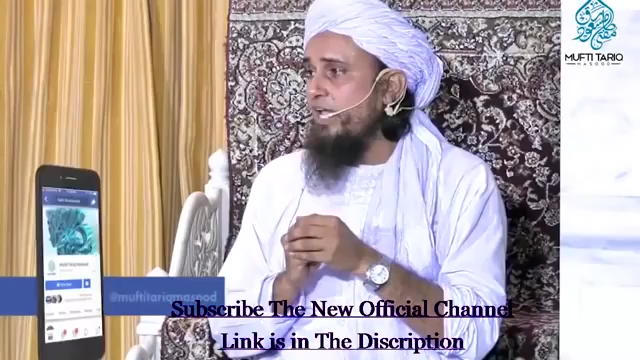 MUFTI TARIQ
MASOOD
@muftitariqmasood
Subscribe The New Official Channel
Link is in The Discription